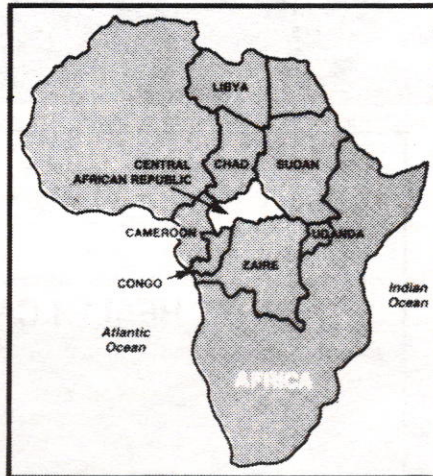 LIBYA
CENTRAL
AFRICAN REPUBLIC
CHAD
SUDAN
CAMEROON
UGANDA
ZAIRE
CONGO
Indian
Ocean
Atlantic
Ocean
AFRICA